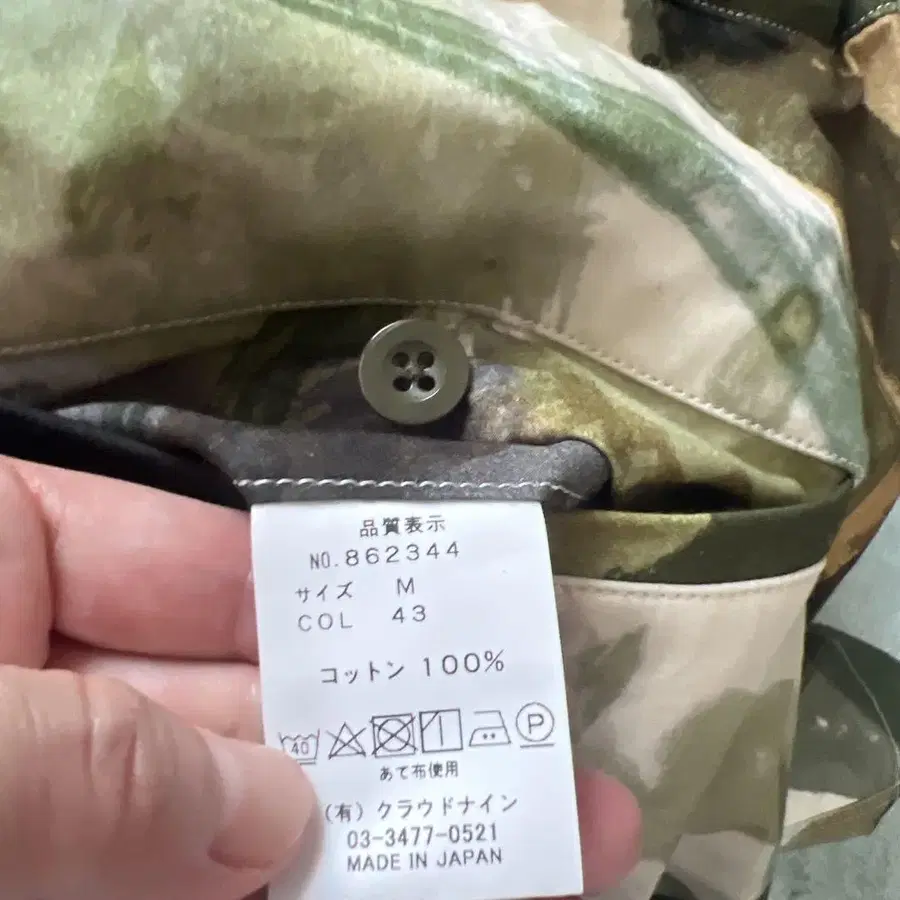 品質表示
NO.862344
サイズ M
COL 43
コットン 100%
40 P
あて布使用
(有) クラウドナイン
03-3477-0521
MADE IN JAPAN